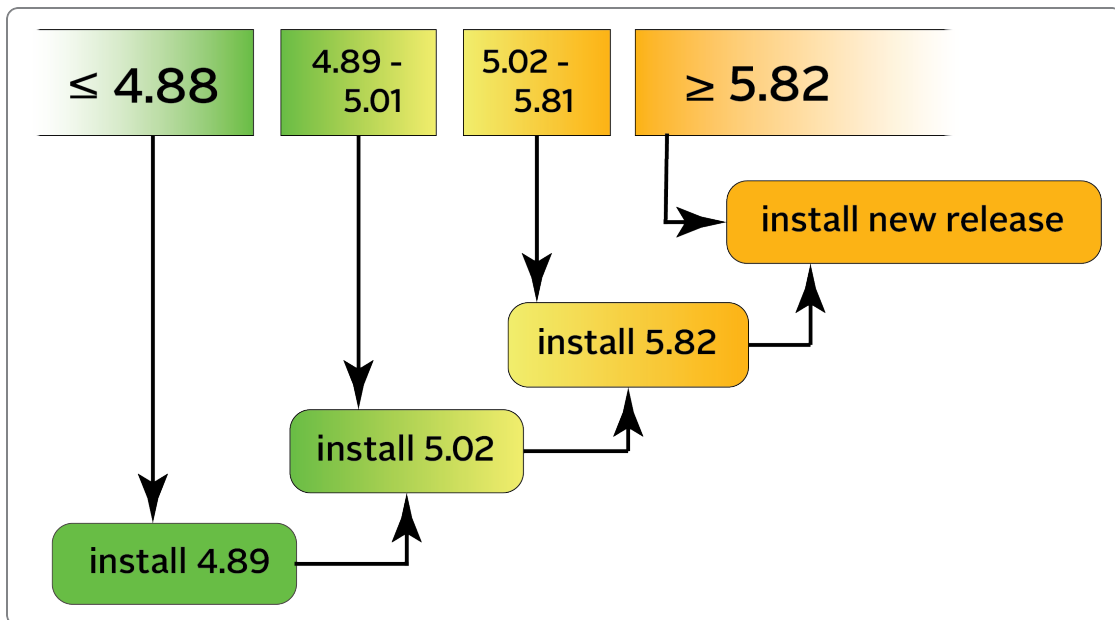 ≤ 4.88
4.89 -
5.01
5.02 -
5.81
≥ 5.82
install new release
install 5.82
install 5.02
install 4.89